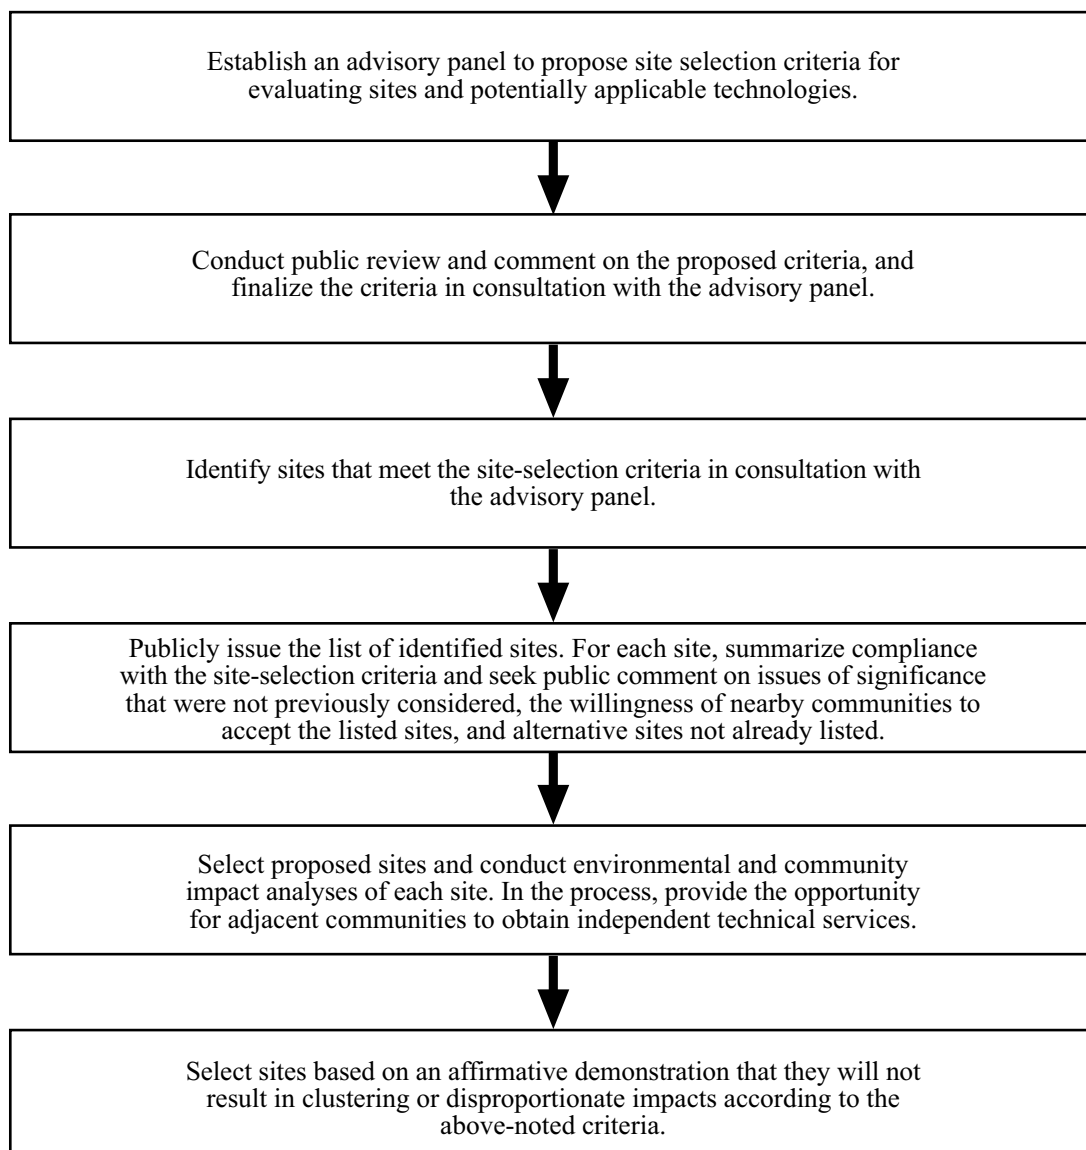 Establish an advisory panel to propose site selection criteria for
evaluating sites and potentially applicable technologies.
Conduct public review and comment on the proposed criteria, and
finalize the criteria in consultation with the advisory panel.
Identify sites that meet the site-selection criteria in consultation with
the advisory panel.
Publicly issue the list of identified sites. For each site, summarize compliance
with the site-selection criteria and seek public comment on issues of significance
that were not previously considered, the willingness of nearby communities to
accept the listed sites, and alternative sites not already listed.
Select proposed sites and conduct environmental and community
impact analyses of each site. In the process, provide the opportunity
for adjacent communities to obtain independent technical services.
Select sites based on an affirmative demonstration that they will not
result in clustering or disproportionate impacts according to the
above-noted criteria.